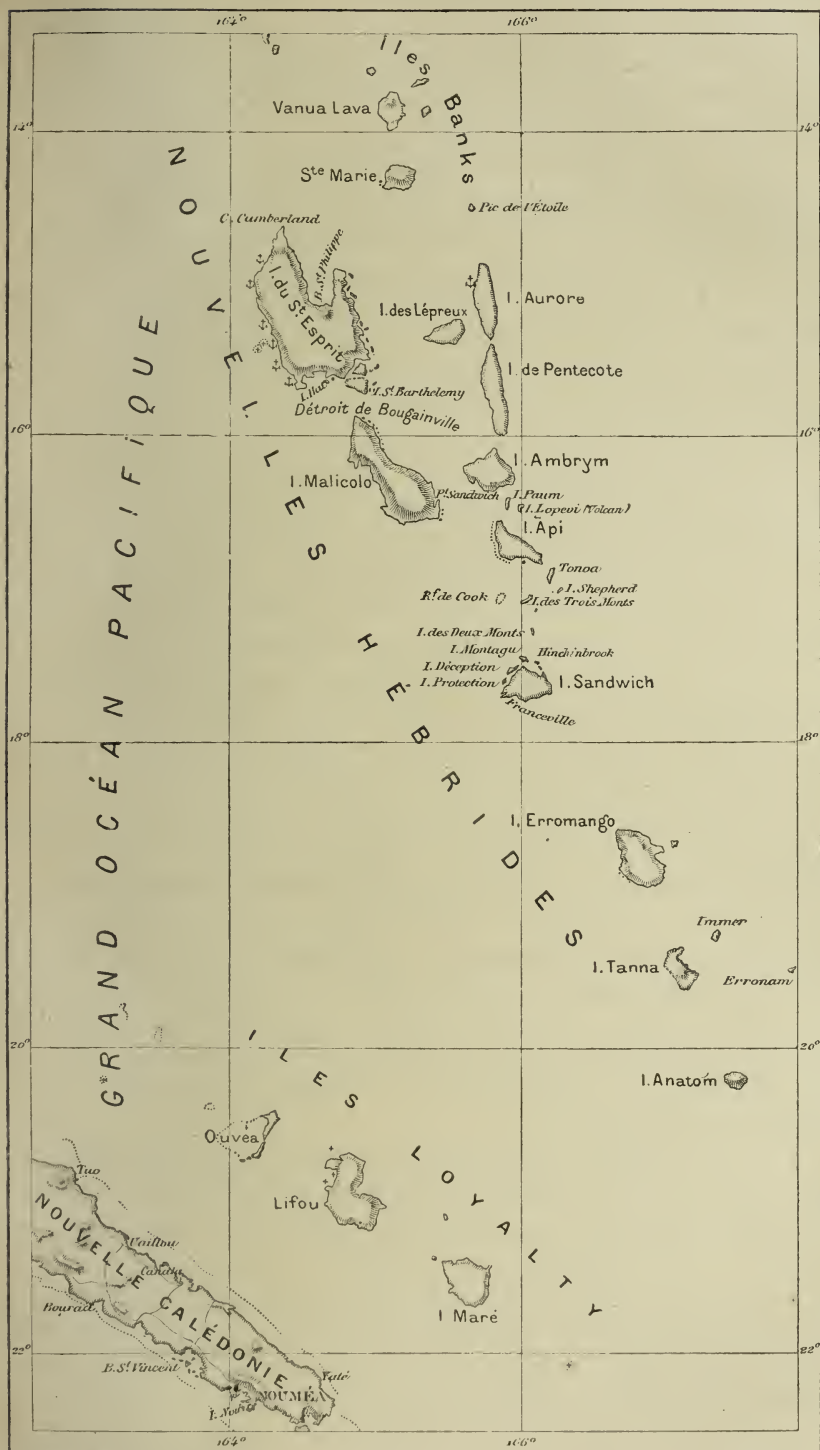 164° 166°
Iles Banks
Vanua Lava
14° 14°
Ste Marie
Pic de l'Étoile
C. Cumberland
B. St Philippe
I. du St Esprit
I. des Lépreux
I. Aurore
I. de Pentecote
I. St Barthelemy
Détroit de Bougainville
16° 16°
I. Malicolo
I. Ambrym
Pt Sandwich
I. Paum
I. Lopevi (Volcan)
I. Api
Tonoa
I. Shepherd
Rf. de Cook
I. des Trois Monts
I. des Deux Monts
I. Montagu
Hinchinbrook
I. Déception
I. Protection
I. Sandwich
Franceville
NOUVELLES HÉBRIDES
GRAND OCÉAN PACIFIQUE
18° 18°
I. Erromango
Immer
I. Tanna
Erronam
20° 20°
ILES LOYALTY
I. Anatom
Ouvea
Lifou
I Maré
Tuo
NOUVELLE CALÉDONIE
Canala
Bourail
22° 22°
B. St Vincent
Yaté
NOUMÉA
164° 166°